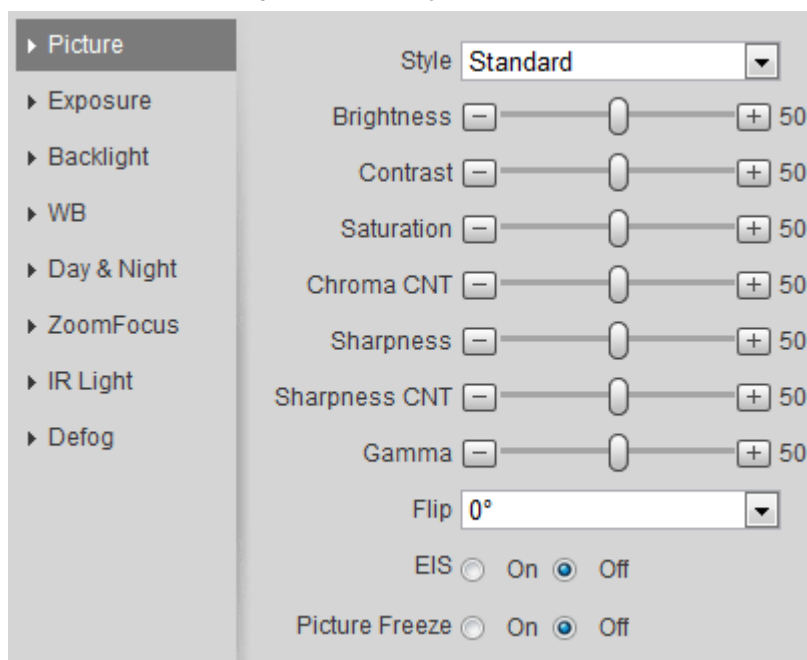 Picture
Exposure
Backlight
WB
Day & Night
ZoomFocus
IR Light
Defog
Style Standard
Brightness 50
Contrast 50
Saturation 50
Chroma CNT 50
Sharpness 50
Sharpness CNT 50
Gamma 50
Flip 0°
EIS On Off
Picture Freeze On Off